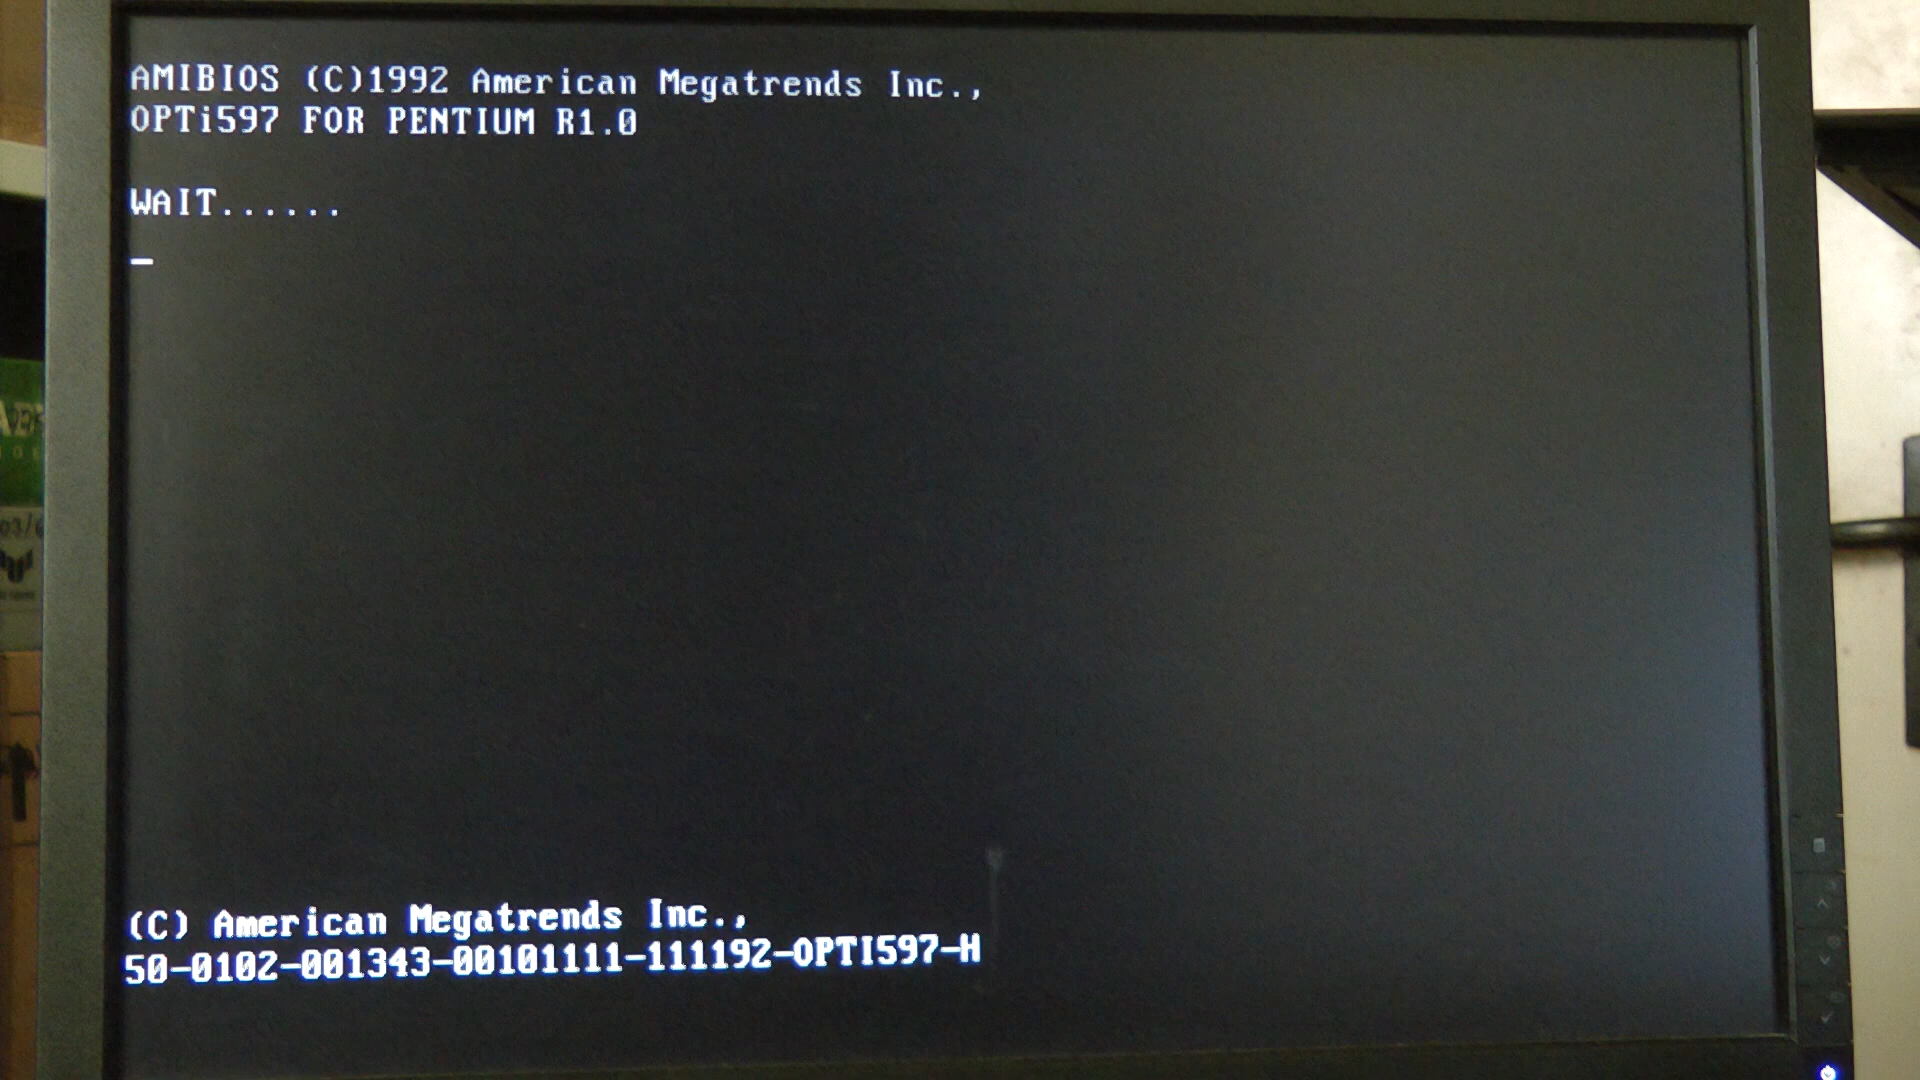 AMIBIOS (C)1992 American Megatrends Inc.,
OPTi597 FOR PENTIUM R1.0
WAIT......
(C) American Megatrends Inc.,
50-0102-001343-00101111-111192-OPTI597-H